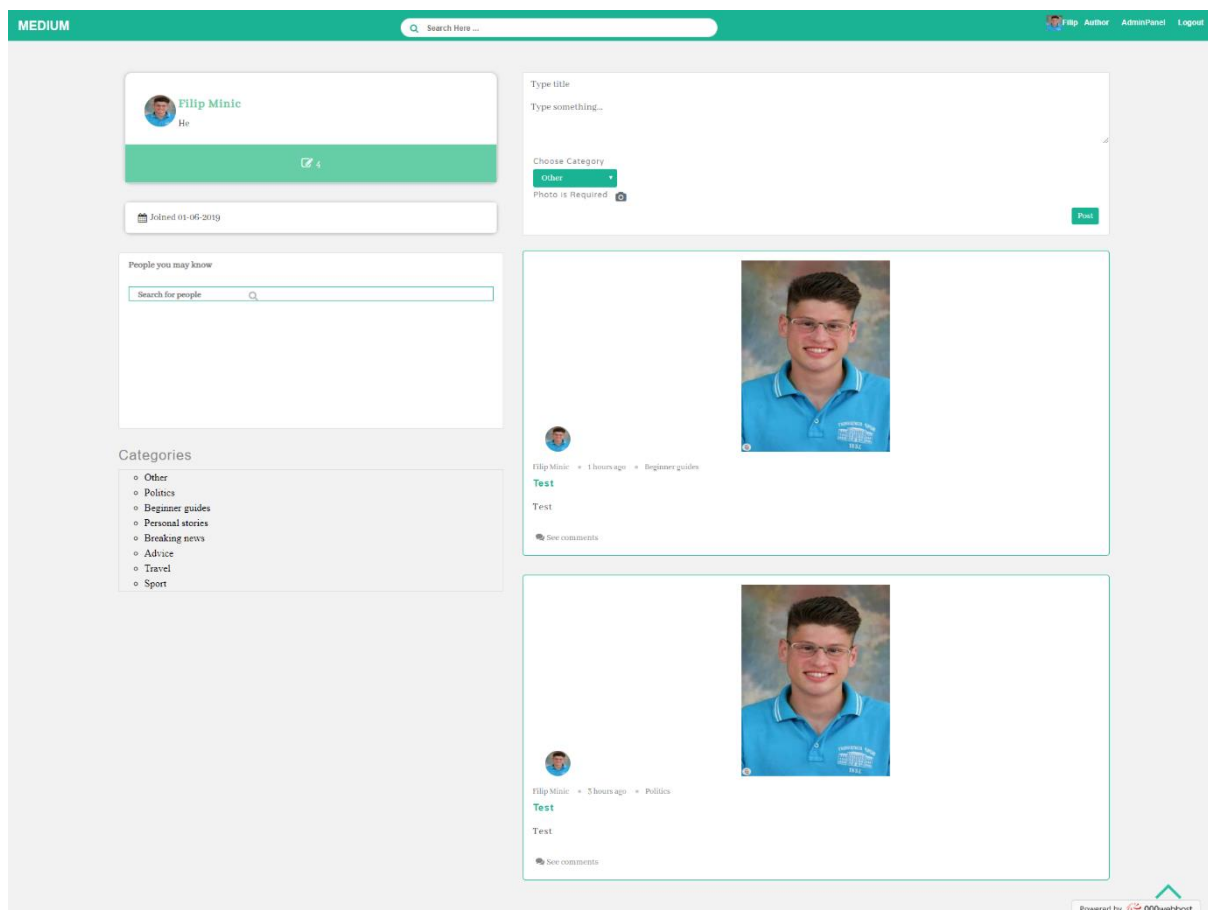 MEDIUM
Search Here ...
Filip Author AdminPanel Logout
Filip Minic
He
4
Joined 01-06-2019
People you may know
Search for people
Categories
Other
Politics
Beginner guides
Personal stories
Breaking news
Advice
Travel
Sport
Type title
Type something...
Choose Category
Other
Photo is Required
Post
Filip Minic 1 hours ago Beginner guides
Test
Test
See comments
Filip Minic 3 hours ago Politics
Test
Test
See comments
Powered by 000webhost